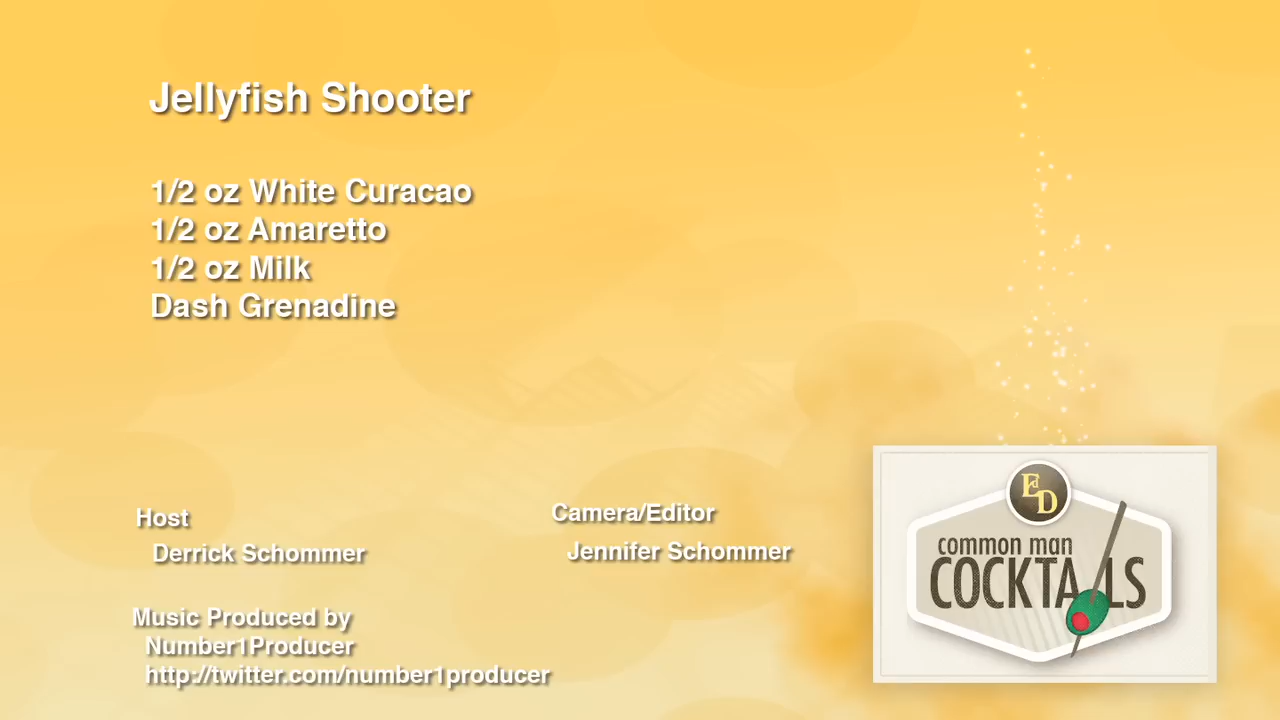 Jellyfish Shooter
1/2 oz White Curacao
1/2 oz Amaretto
1/2 oz Milk
Dash Grenadine
Host
Derrick Schommer
Camera/Editor
Jennifer Schommer
Music Produced by
Number1Producer
http://twitter.com/number1producer
Ed
D
common man
COCKTAILS